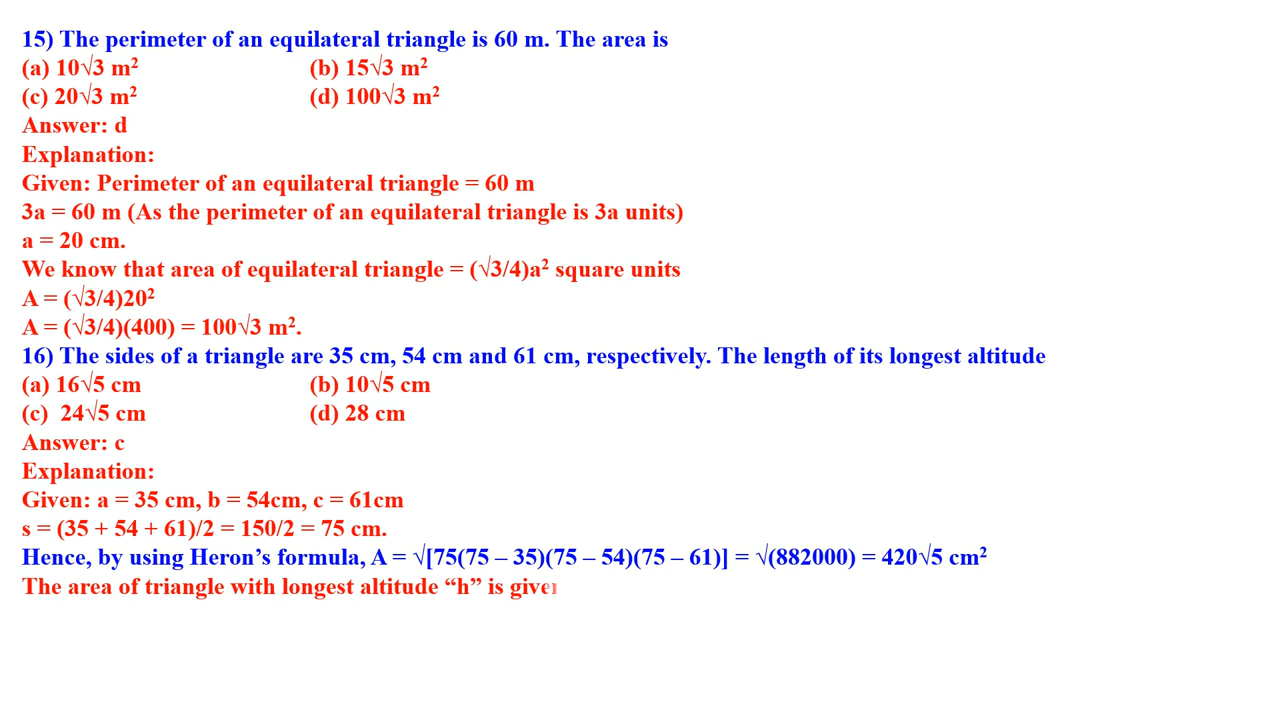 15) The perimeter of an equilateral triangle is 60 m. The area is
(a) 10√3 m² (b) 15√3 m²
(c) 20√3 m² (d) 100√3 m²
Answer: d
Explanation:
Given: Perimeter of an equilateral triangle = 60 m
3a = 60 m (As the perimeter of an equilateral triangle is 3a units)
a = 20 cm.
We know that area of equilateral triangle = (√3/4)a² square units
A = (√3/4)20²
A = (√3/4)(400) = 100√3 m².
16) The sides of a triangle are 35 cm, 54 cm and 61 cm, respectively. The length of its longest altitude
(a) 16√5 cm (b) 10√5 cm
(c) 24√5 cm (d) 28 cm
Answer: c
Explanation:
Given: a = 35 cm, b = 54cm, c = 61cm
s = (35 + 54 + 61)/2 = 150/2 = 75 cm.
Hence, by using Heron’s formula, A = √[75(75 – 35)(75 – 54)(75 – 61)] = √(882000) = 420√5 cm²
The area of triangle with longest altitude “h” is